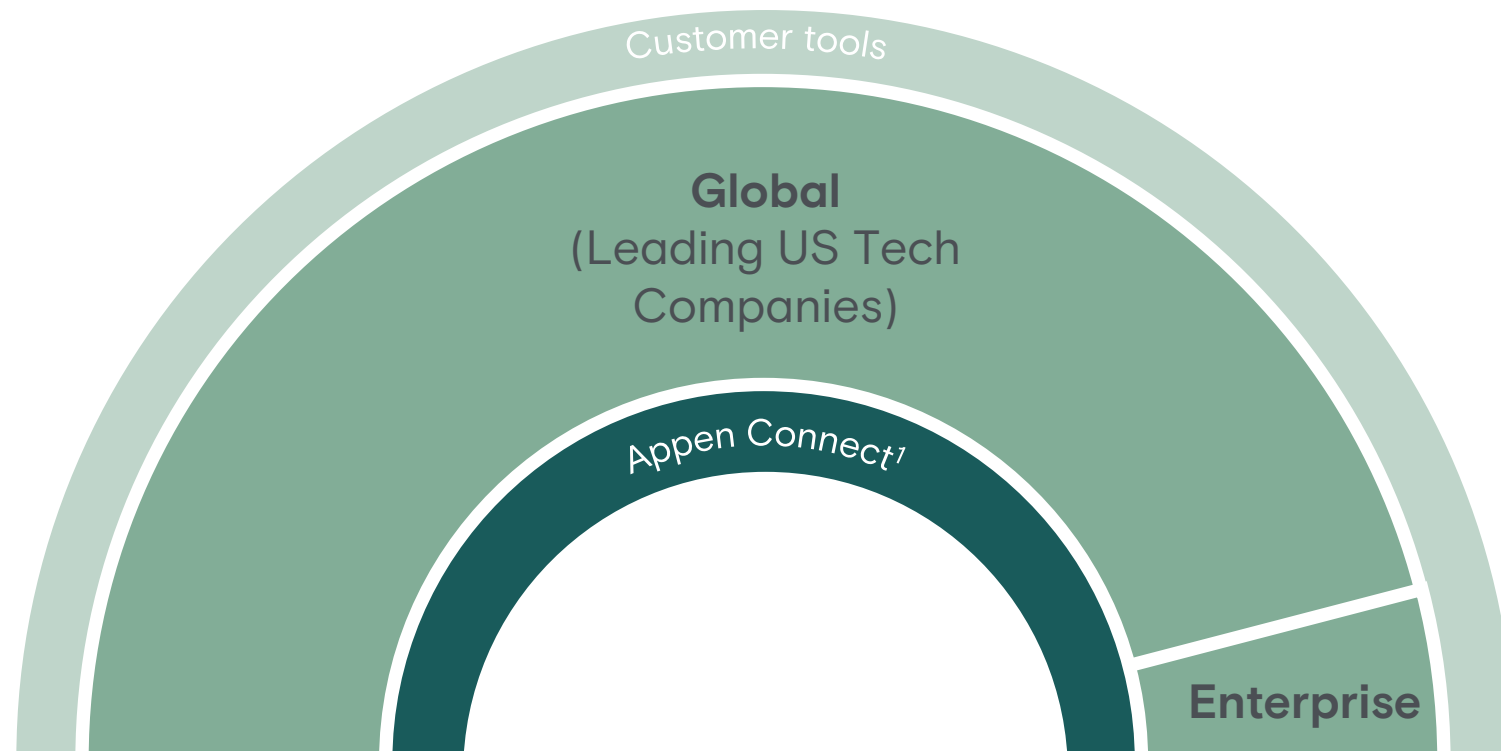 Customer tools
Global
(Leading US Tech
Companies)
Appen Connect¹
Enterprise